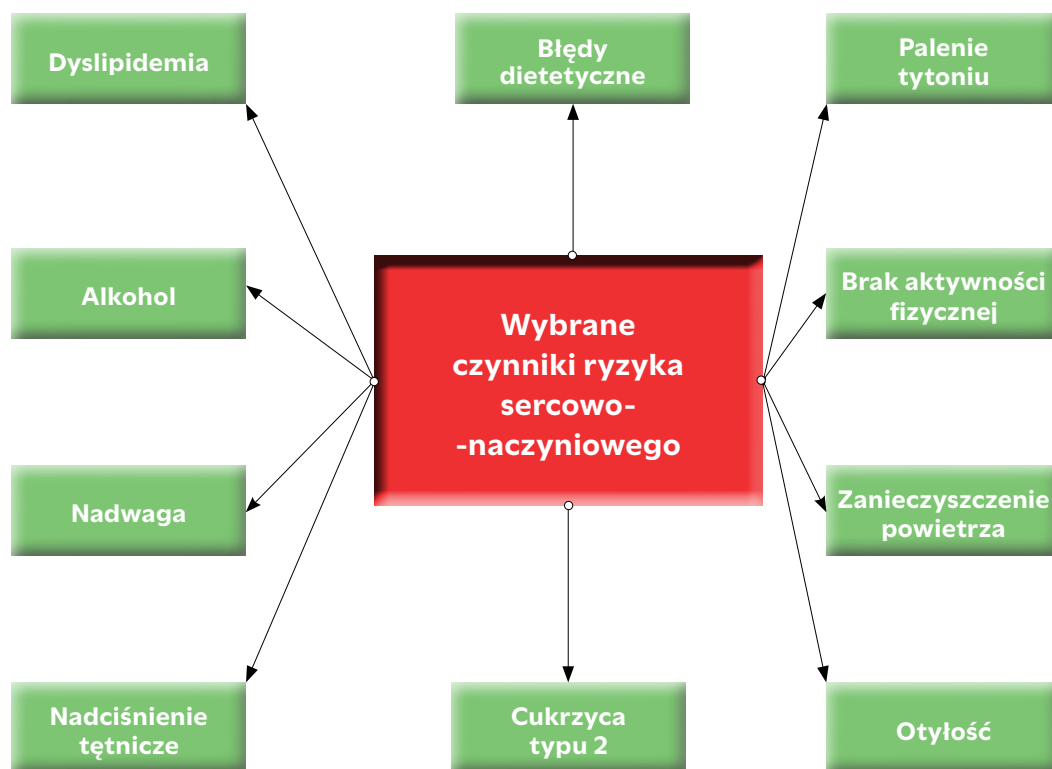 Dyslipidemia
Błędy
dietetyczne
Palenie
tytoniu
Alkohol
Wybrane
czynniki ryzyka
sercowo-
-naczyniowego
Brak aktywności
fizycznej
Nadwaga
Zanieczyszczenie
powietrza
Nadciśnienie
tętnicze
Cukrzyca
typu 2
Otyłość